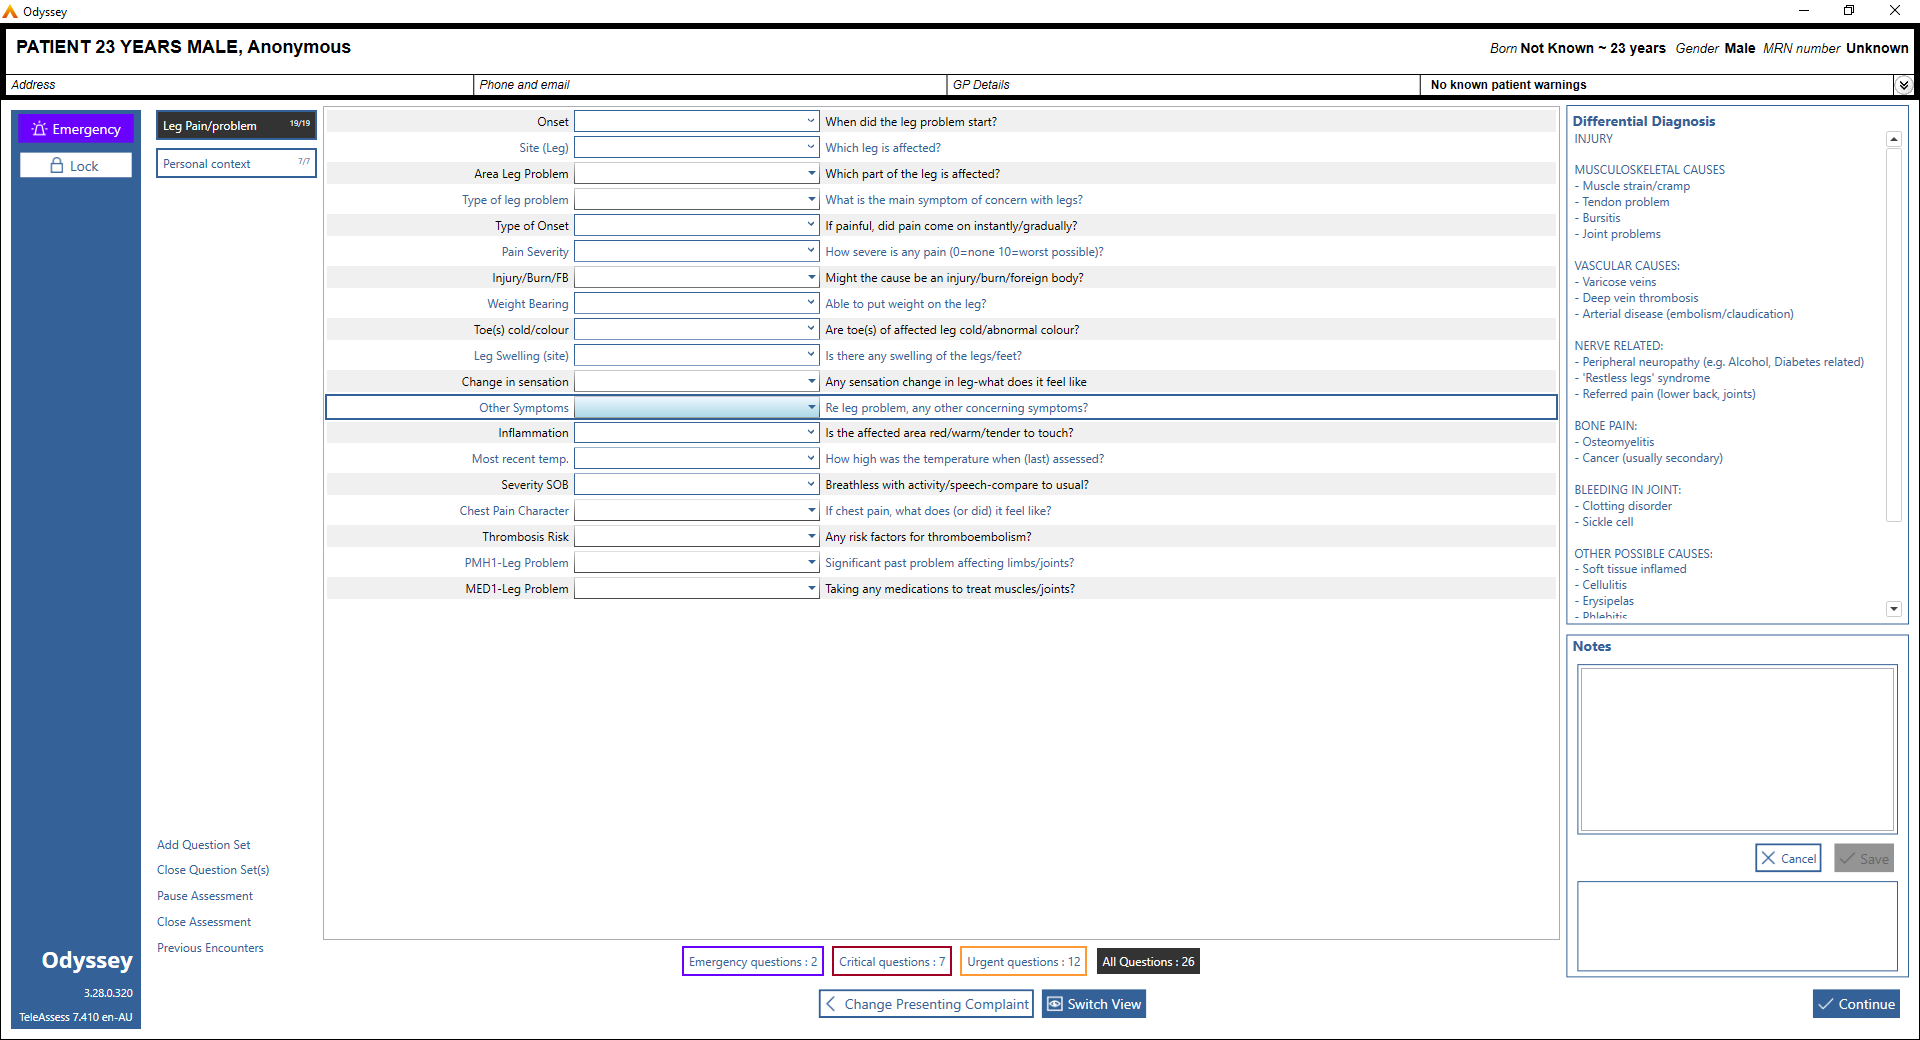 Odyssey
PATIENT 23 YEARS MALE, Anonymous
Born Not Known ~ 23 years Gender Male MRN number Unknown
Address
Phone and email
GP Details
No known patient warnings
Emergency
Lock
Leg Pain/problem 19/19
Personal context 7/7
Onset When did the leg problem start?
Site (Leg) Which leg is affected?
Area Leg Problem Which part of the leg is affected?
Type of leg problem What is the main symptom of concern with legs?
Type of Onset If painful, did pain come on instantly/gradually?
Pain Severity How severe is any pain (0=none 10=worst possible)?
Injury/Burn/FB Might the cause be an injury/burn/foreign body?
Weight Bearing Able to put weight on the leg?
Toe(s) cold/colour Are toe(s) of affected leg cold/abnormal colour?
Leg Swelling (site) Is there any swelling of the legs/feet?
Change in sensation Any sensation change in leg-what does it feel like
Other Symptoms Re leg problem, any other concerning symptoms?
Inflammation Is the affected area red/warm/tender to touch?
Most recent temp. How high was the temperature when (last) assessed?
Severity SOB Breathless with activity/speech-compare to usual?
Chest Pain Character If chest pain, what does (or did) it feel like?
Thrombosis Risk Any risk factors for thromboembolism?
PMH1-Leg Problem Significant past problem affecting limbs/joints?
MED1-Leg Problem Taking any medications to treat muscles/joints?
Differential Diagnosis
INJURY
MUSCULOSKELETAL CAUSES
- Muscle strain/cramp
- Tendon problem
- Bursitis
- Joint problems
VASCULAR CAUSES:
- Varicose veins
- Deep vein thrombosis
- Arterial disease (embolism/claudication)
NERVE RELATED:
- Peripheral neuropathy (e.g. Alcohol, Diabetes related)
- 'Restless legs' syndrome
- Referred pain (lower back, joints)
BONE PAIN:
- Osteomyelitis
- Cancer (usually secondary)
BLEEDING IN JOINT:
- Clotting disorder
- Sickle cell
OTHER POSSIBLE CAUSES:
- Soft tissue inflamed
- Cellulitis
- Erysipelas
- Phlebitis
Notes
Cancel
Save
Add Question Set
Close Question Set(s)
Pause Assessment
Close Assessment
Previous Encounters
Odyssey
3.28.0.320
TeleAssess 7.410 en-AU
Emergency questions : 2
Critical questions : 7
Urgent questions : 12
All Questions : 26
Change Presenting Complaint
Switch View
Continue